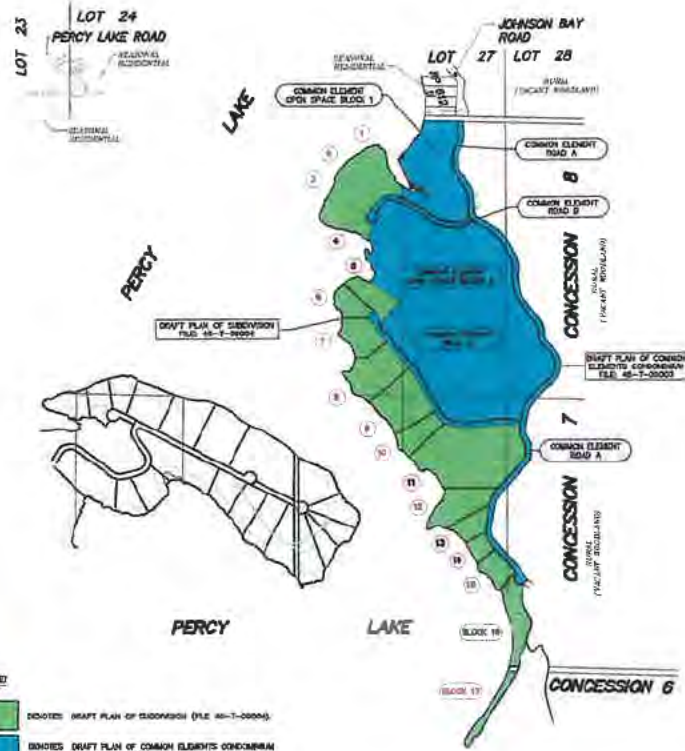 LOT 23
LOT 24
PERCY LAKE ROAD
SEASONAL
RESIDENTIAL
SEASONAL
RESIDENTIAL
JOHNSON BAY
ROAD
LOT 27
LOT 28
SEASONAL
RESIDENTIAL
RURAL
(VACANT WOODLAND)
COMMON ELEMENT
OPEN SPACE BLOCK 1
LAKE
COMMON ELEMENT
ROAD A
8
COMMON ELEMENT
ROAD B
CONCESSION
RURAL
(VACANT WOODLAND)
PERCY
1
3
4
5
6
7
8
9
10
11
12
13
14
15
DRAFT PLAN OF SUBDIVISION
DRAFT PLAN OF COMMON
ELEMENTS CONDOMINIUM
7
COMMON ELEMENT
ROAD A
CONCESSION
RURAL
(VACANT WOODLAND)
PERCY
LAKE
BLOCK 16
BLOCK 17
CONCESSION 6
DENOTES DRAFT PLAN OF SUBDIVISION
DENOTES DRAFT PLAN OF COMMON ELEMENTS CONDOMINIUM